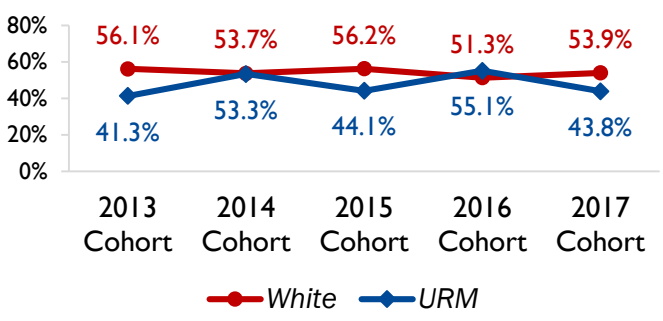 80%
60%
40%
20%
0%
56.1% 53.7% 56.2% 51.3% 53.9%
41.3% 53.3% 44.1% 55.1% 43.8%
2013 2014 2015 2016 2017
Cohort Cohort Cohort Cohort Cohort
White URM